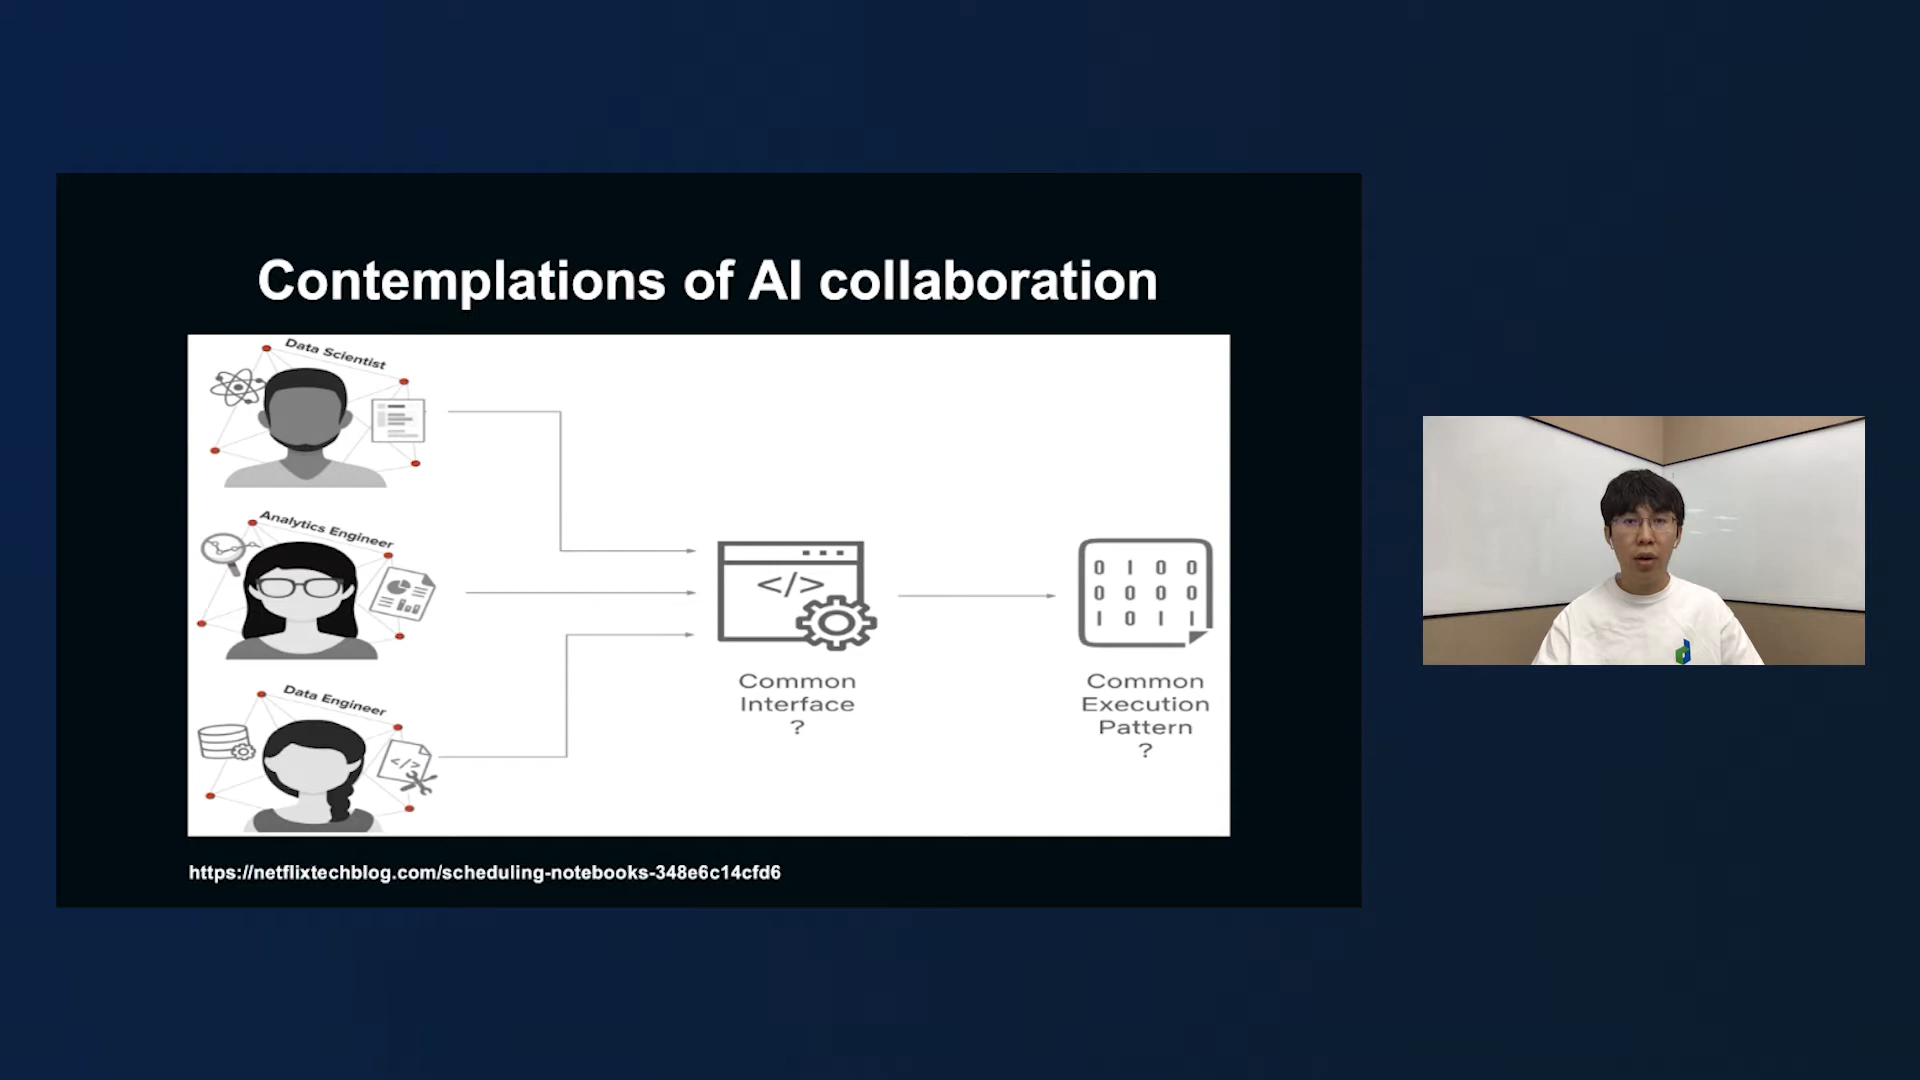 Contemplations of AI collaboration
Data Scientist
Analytics Engineer
Data Engineer
</>
</>
0 1 0 0
0 0 0 0
1 0 1 1
Common
Interface
?
Common
Execution
Pattern
?
https://netflixtechblog.com/scheduling-notebooks-348e6c14cfd6